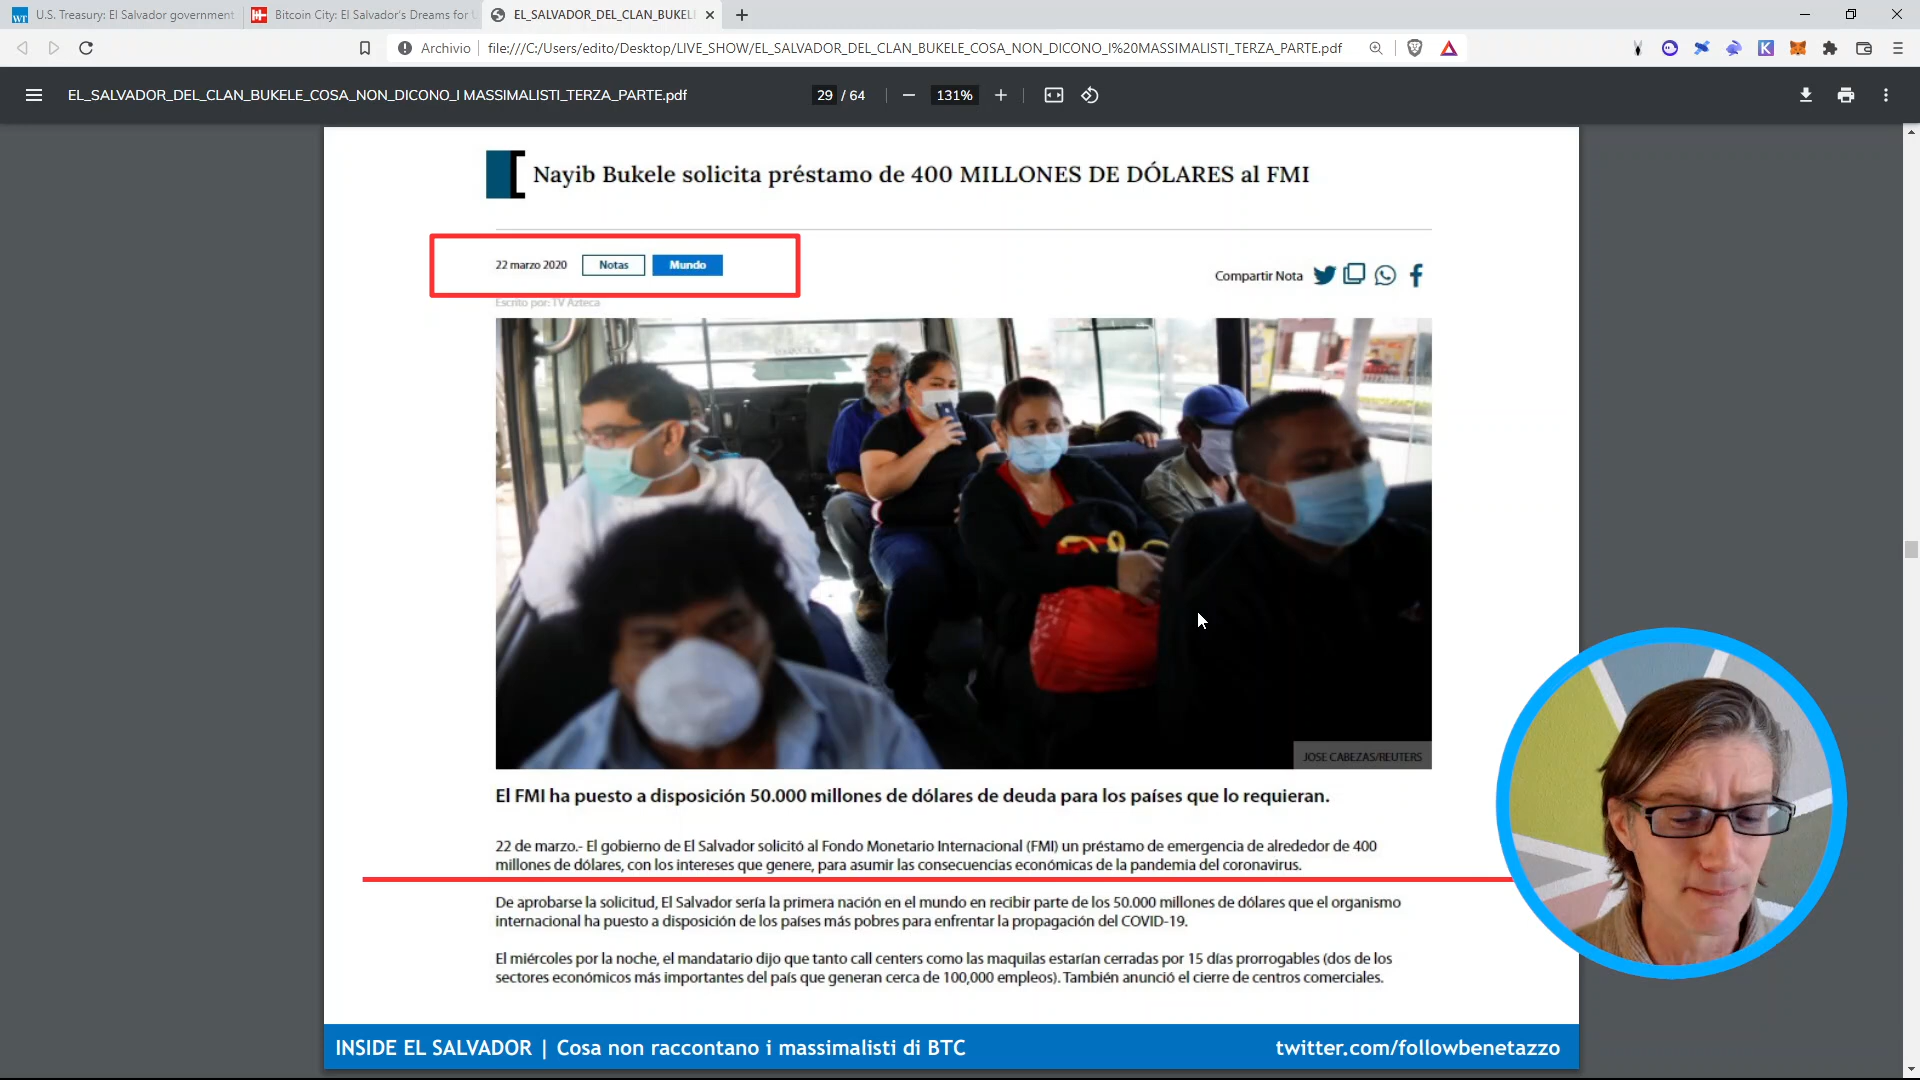 U.S. Treasury: El Salvador government
Bitcoin City: El Salvador's Dreams for
EL_SALVADOR_DEL_CLAN_BUKELE
Archivio
file:///C:/Users/edito/Desktop/LIVE_SHOW/EL_SALVADOR_DEL_CLAN_BUKELE_COSA_NON_DICONO_I%20MASSIMALISTI_TERZA_PARTE.pdf
EL_SALVADOR_DEL_CLAN_BUKELE_COSA_NON_DICONO_I MASSIMALISTI_TERZA_PARTE.pdf
29 / 64
131%
Nayib Bukele solicita préstamo de 400 MILLONES DE DÓLARES al FMI
22 marzo 2020 Notas Mundo
Compartir Nota
Escrito por: TV Azteca
JOSE CABEZAS/REUTERS
El FMI ha puesto a disposición 50.000 millones de dólares de deuda para los países que lo requieran.
22 de marzo.- El gobierno de El Salvador solicitó al Fondo Monetario Internacional (FMI) un préstamo de emergencia de alrededor de 400
millones de dólares, con los intereses que genere, para asumir las consecuencias económicas de la pandemia del coronavirus.
De aprobarse la solicitud, El Salvador sería la primera nación en el mundo en recibir parte de los 50.000 millones de dólares que el organismo
internacional ha puesto a disposición de los países más pobres para enfrentar la propagación del COVID-19.
El miércoles por la noche, el mandatario dijo que tanto call centers como las maquilas estarían cerradas por 15 días prorrogables (dos de los
sectores económicos más importantes del país que generan cerca de 100,000 empleos). También anunció el cierre de centros comerciales.
INSIDE EL SALVADOR | Cosa non raccontano i massimalisti di BTC
twitter.com/followbenetazzo